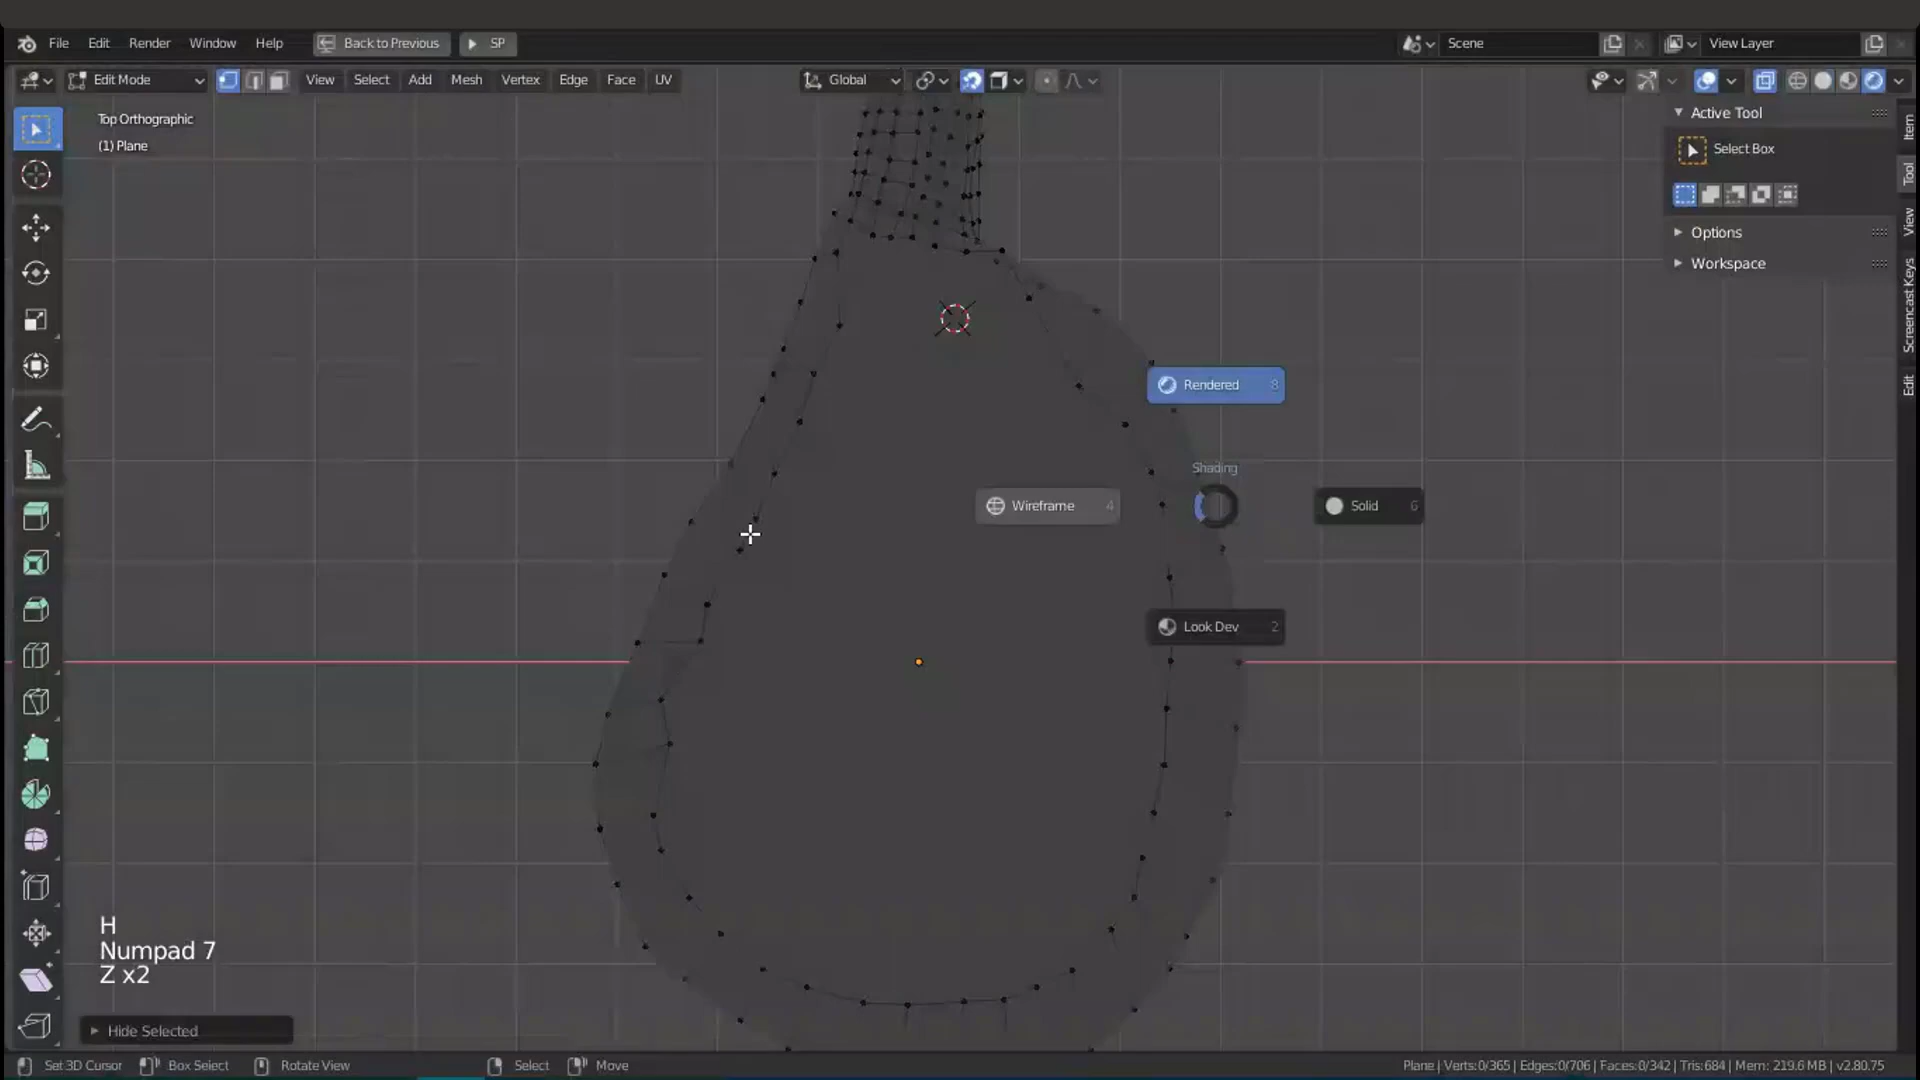 File Edit Render Window Help Back to Previous SP Scene View Layer
Edit Mode View Select Add Mesh Vertex Edge Face UV Global
Top Orthographic
(1) Plane
Active Tool
Select Box
Options
Workspace
Item
Tool
View
Screencast Keys
Edit
Rendered 8
Shading
Wireframe 4
Solid 6
Look Dev 2
H
Numpad 7
Z x2
Hide Selected
Set 3D Cursor Box Select Rotate View Select Move Plane | Verts:0/365 | Edges:0/706 | Faces:0/342 | Tris:684 | Mem: 219.6 MB | v2.80.75